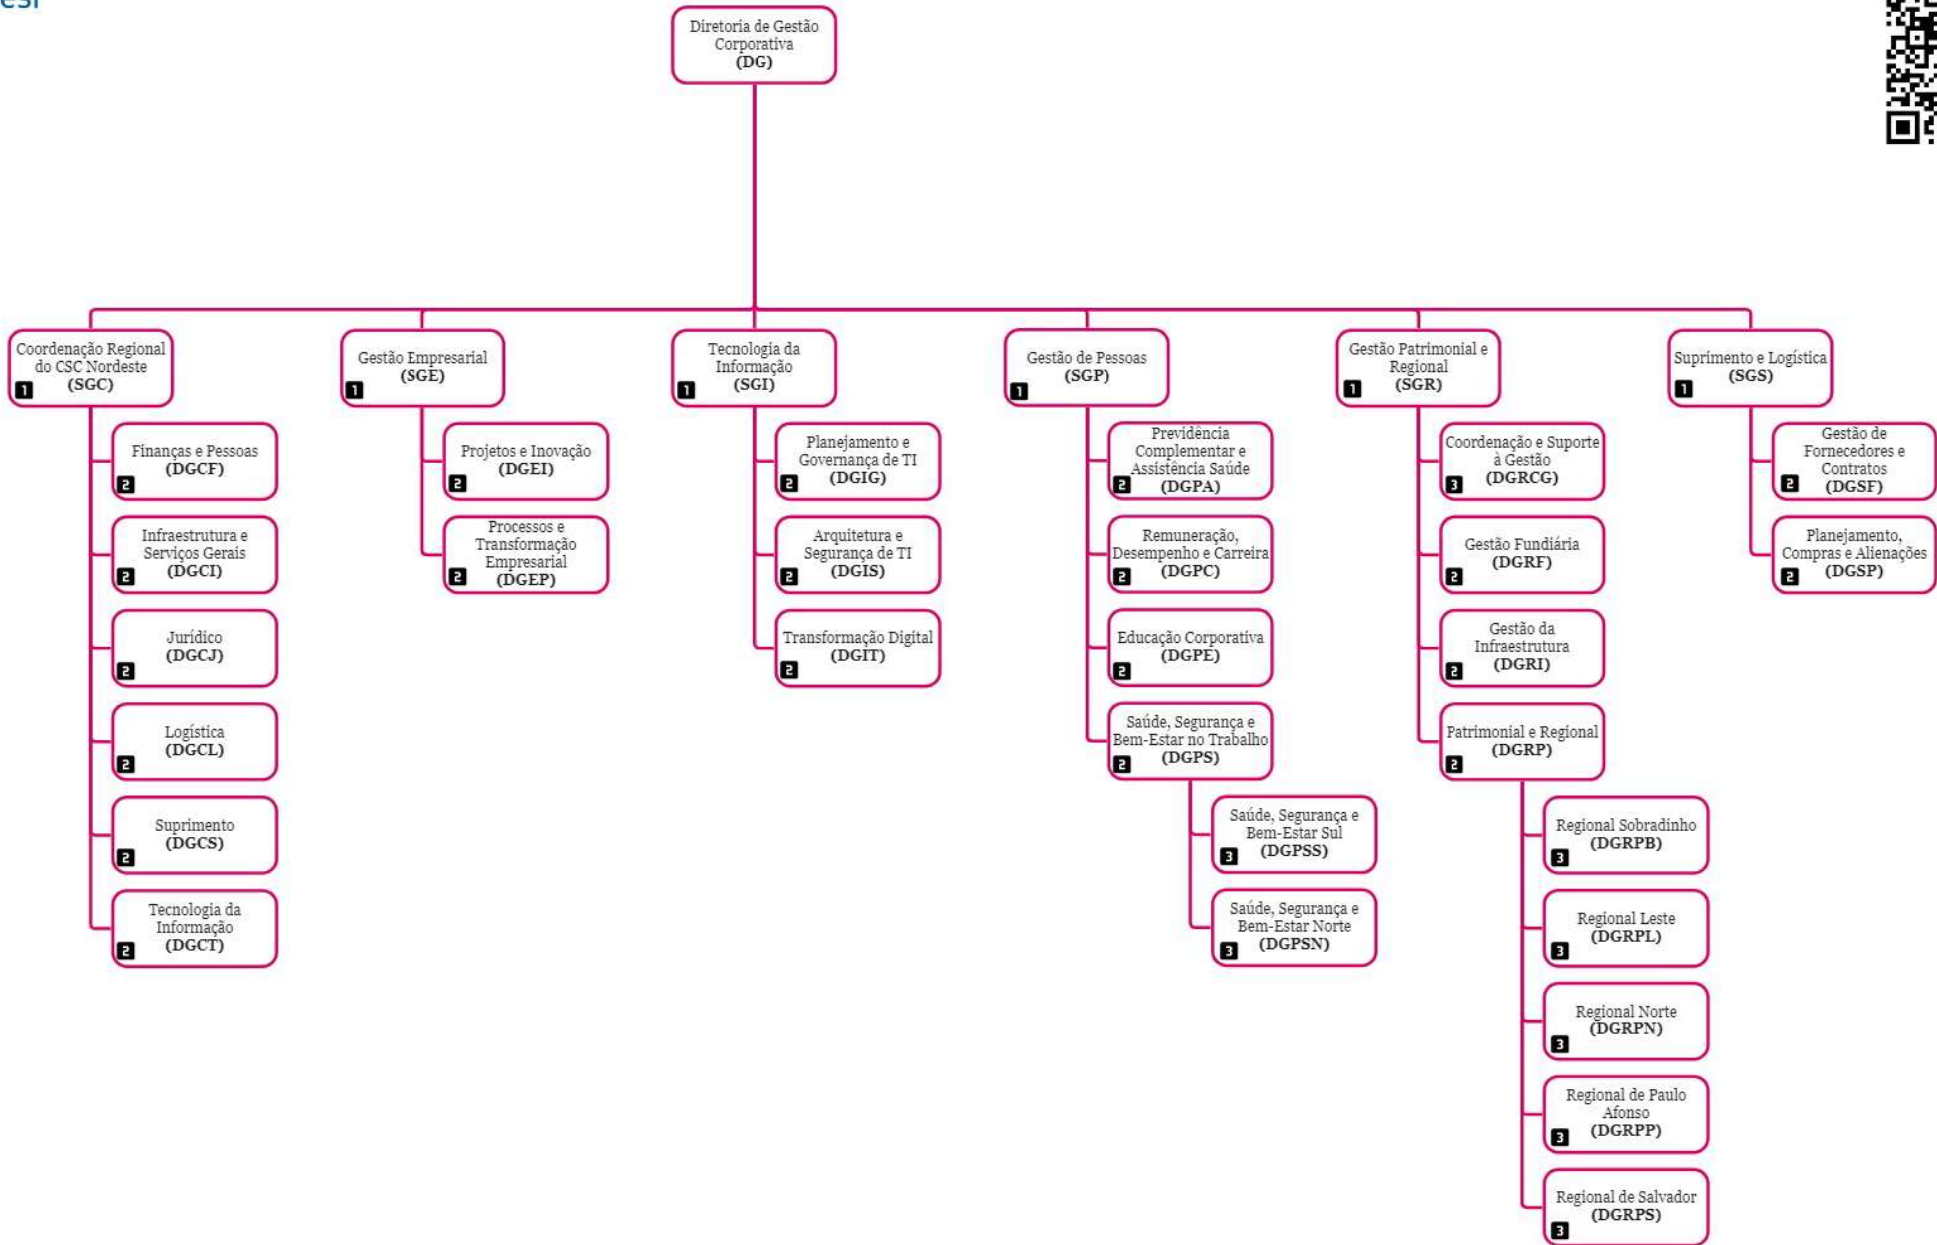 Diretoria de Gestão
Corporativa
(DG)
Coordenação Regional
do CSC Nordeste
(SGC)
1
Finanças e Pessoas
(DGCF)
2
Infraestrutura e
Serviços Gerais
(DGCI)
2
Jurídico
(DGCJ)
2
Logística
(DGCL)
2
Suprimento
(DGCS)
2
Tecnologia da
Informação
(DGCT)
2
Gestão Empresarial
(SGE)
1
Projetos e Inovação
(DGEI)
2
Processos e
Transformação
Empresarial
(DGEP)
2
Tecnologia da
Informação
(SGI)
1
Planejamento e
Governança de TI
(DGIG)
2
Arquitetura e
Segurança de TI
(DGIS)
2
Transformação Digital
(DGIT)
2
Gestão de Pessoas
(SGP)
1
Previdência
Complementar e
Assistência Saúde
(DGPA)
2
Remuneração,
Desempenho e Carreira
(DGPC)
2
Educação Corporativa
(DGPE)
2
Saúde, Segurança e
Bem-Estar no Trabalho
(DGPS)
2
Saúde, Segurança e
Bem-Estar Sul
(DGPSS)
3
Saúde, Segurança e
Bem-Estar Norte
(DGPSN)
3
Gestão Patrimonial e
Regional
(SGR)
1
Coordenação e Suporte
à Gestão
(DGRCG)
3
Gestão Fundiária
(DGRF)
2
Gestão da
Infraestrutura
(DGRI)
2
Patrimonial e Regional
(DGRP)
2
Regional Sobradinho
(DGRPB)
3
Regional Leste
(DGRPL)
3
Regional Norte
(DGRPN)
3
Regional de Paulo
Afonso
(DGRPP)
3
Regional de Salvador
(DGRPS)
3
Suprimento e Logística
(SGS)
1
Gestão de
Fornecedores e
Contratos
(DGSF)
2
Planejamento,
Compras e Alienações
(DGSP)
2